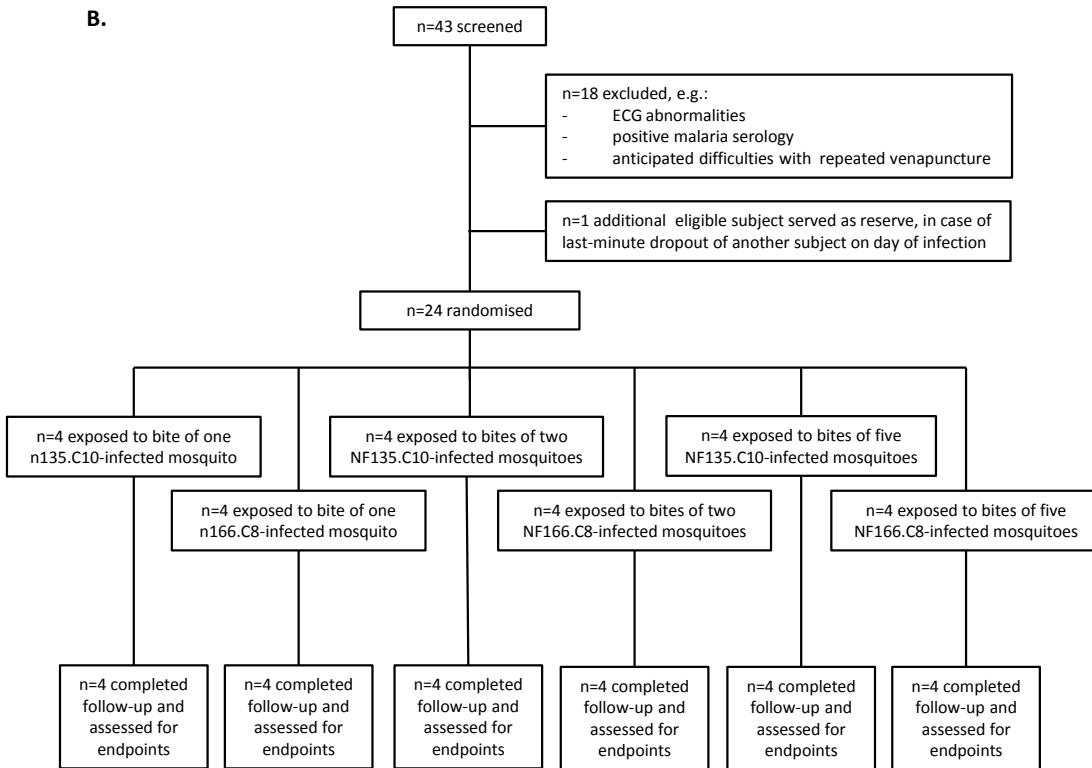 B.
n=43 screened
n=18 excluded, e.g.:
- ECG abnormalities
- positive malaria serology
- anticipated difficulties with repeated venapuncture
n=1 additional eligible subject served as reserve, in case of
last-minute dropout of another subject on day of infection
n=24 randomised
n=4 exposed to bite of one
n135.C10-infected mosquito
n=4 exposed to bites of two
NF135.C10-infected mosquitoes
n=4 exposed to bites of five
NF135.C10-infected mosquitoes
n=4 exposed to bite of one
n166.C8-infected mosquito
n=4 exposed to bites of two
NF166.C8-infected mosquitoes
n=4 exposed to bites of five
NF166.C8-infected mosquitoes
n=4 completed
follow-up and
assessed for
endpoints
n=4 completed
follow-up and
assessed for
endpoints
n=4 completed
follow-up and
assessed for
endpoints
n=4 completed
follow-up and
assessed for
endpoints
n=4 completed
follow-up and
assessed for
endpoints
n=4 completed
follow-up and
assessed for
endpoints